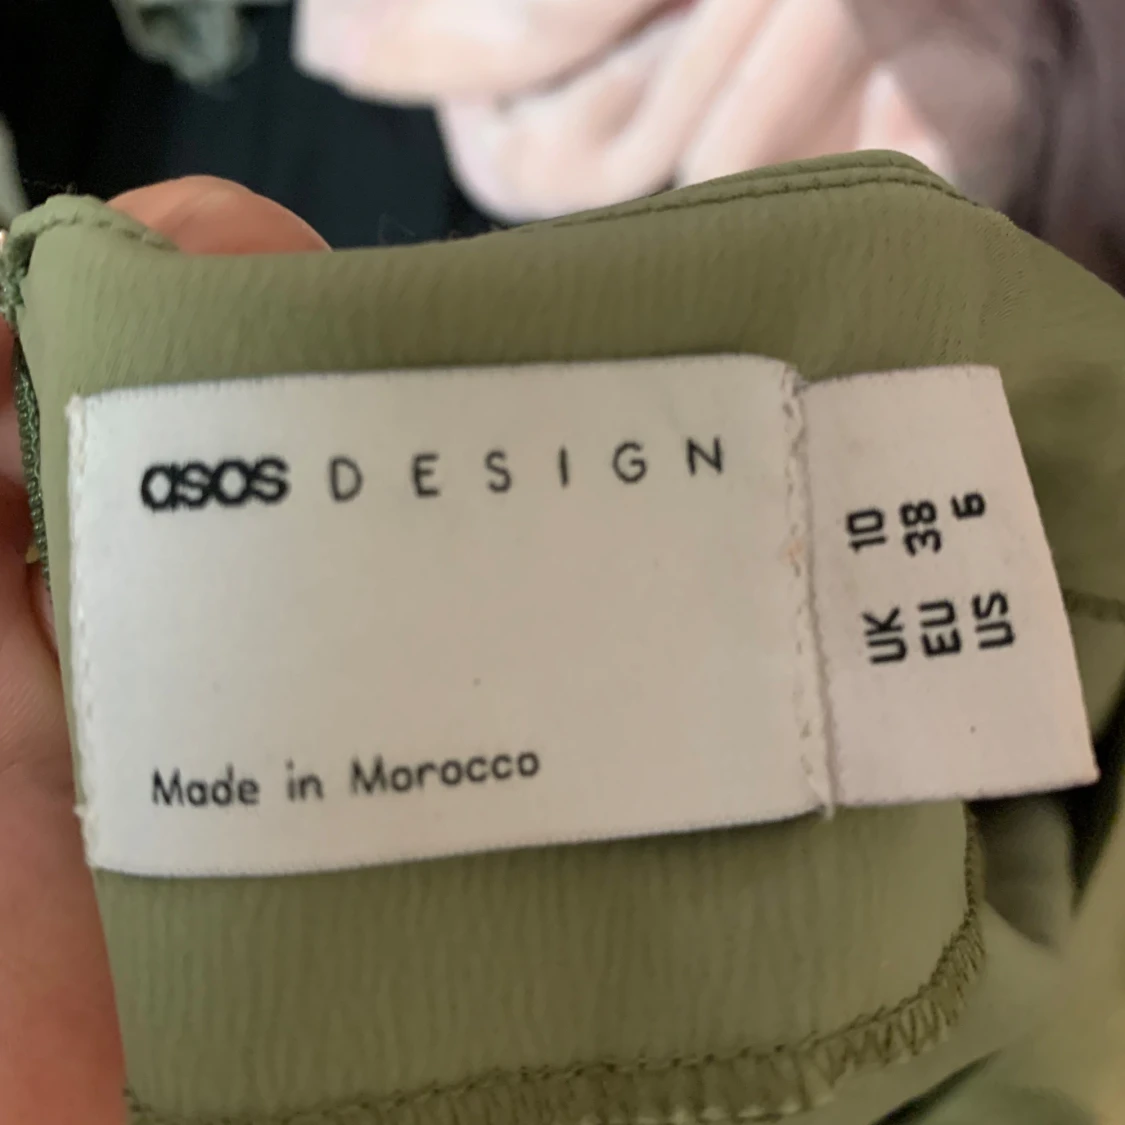 asos DESIGN
Made in Morocco
UK 10
EU 38
US 6